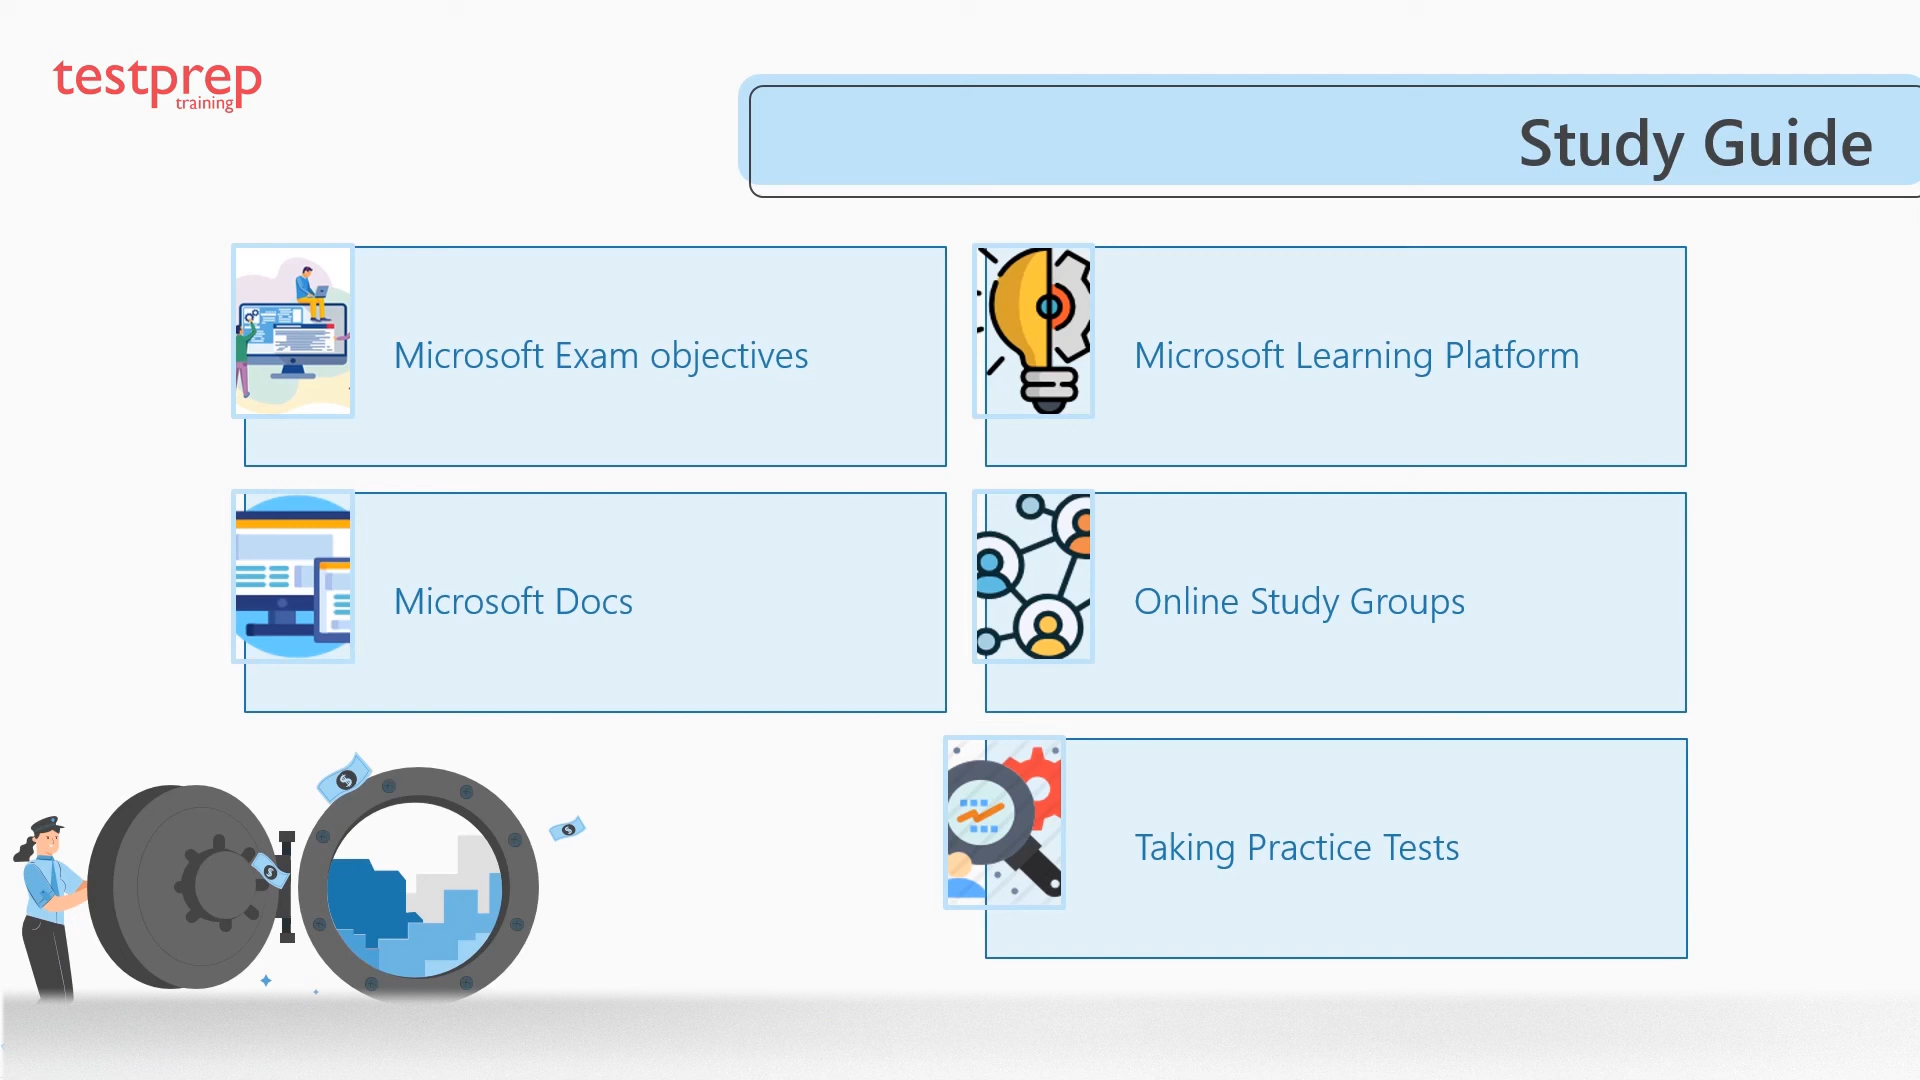 testprep
training
Study Guide
Microsoft Exam objectives
Microsoft Learning Platform
Microsoft Docs
Online Study Groups
Taking Practice Tests